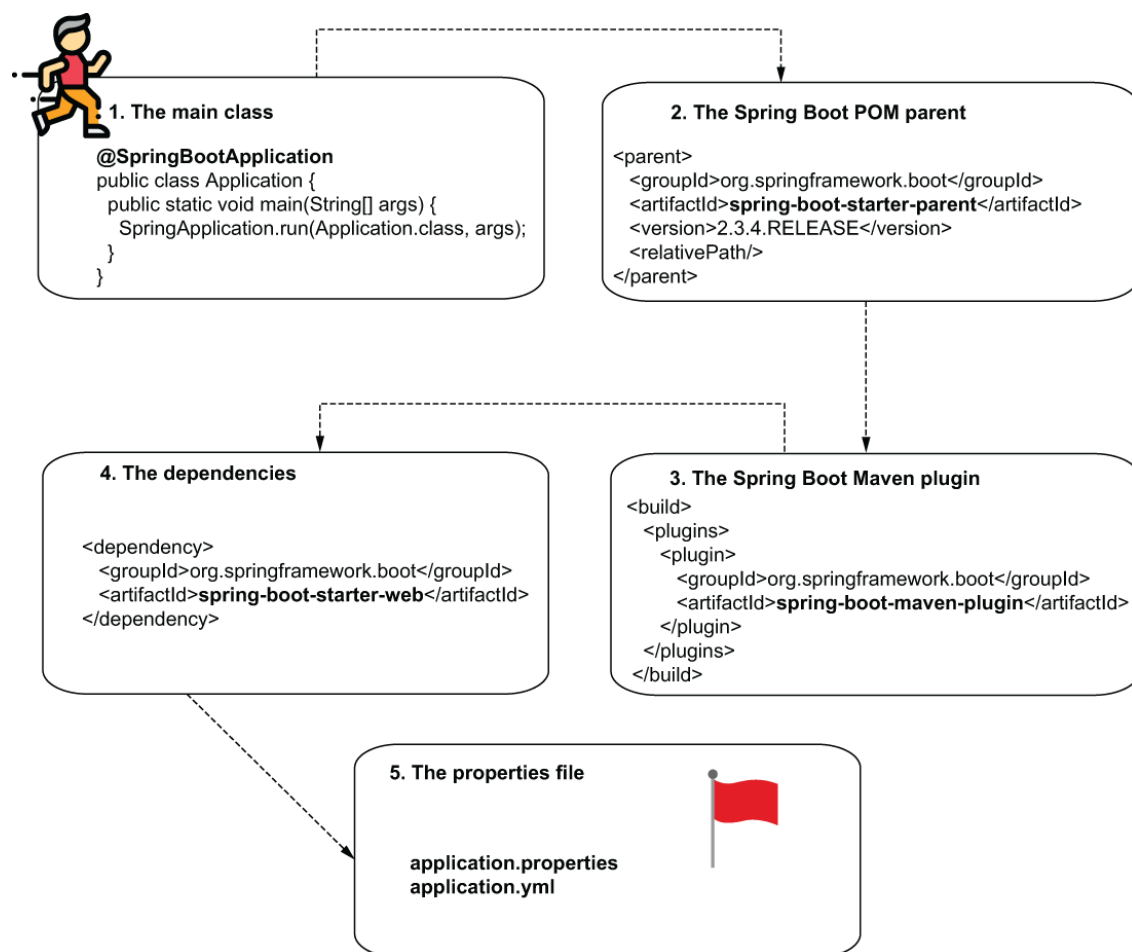 1. The main class
@SpringBootApplication
public class Application {
public static void main(String[] args) {
SpringApplication.run(Application.class, args);
}
}
2. The Spring Boot POM parent
<parent>
<groupId>org.springframework.boot</groupId>
<artifactId>spring-boot-starter-parent</artifactId>
<version>2.3.4.RELEASE</version>
<relativePath/>
</parent>
3. The Spring Boot Maven plugin
<build>
<plugins>
<plugin>
<groupId>org.springframework.boot</groupId>
<artifactId>spring-boot-maven-plugin</artifactId>
</plugin>
</plugins>
</build>
4. The dependencies
<dependency>
<groupId>org.springframework.boot</groupId>
<artifactId>spring-boot-starter-web</artifactId>
</dependency>
5. The properties file
application.properties
application.yml